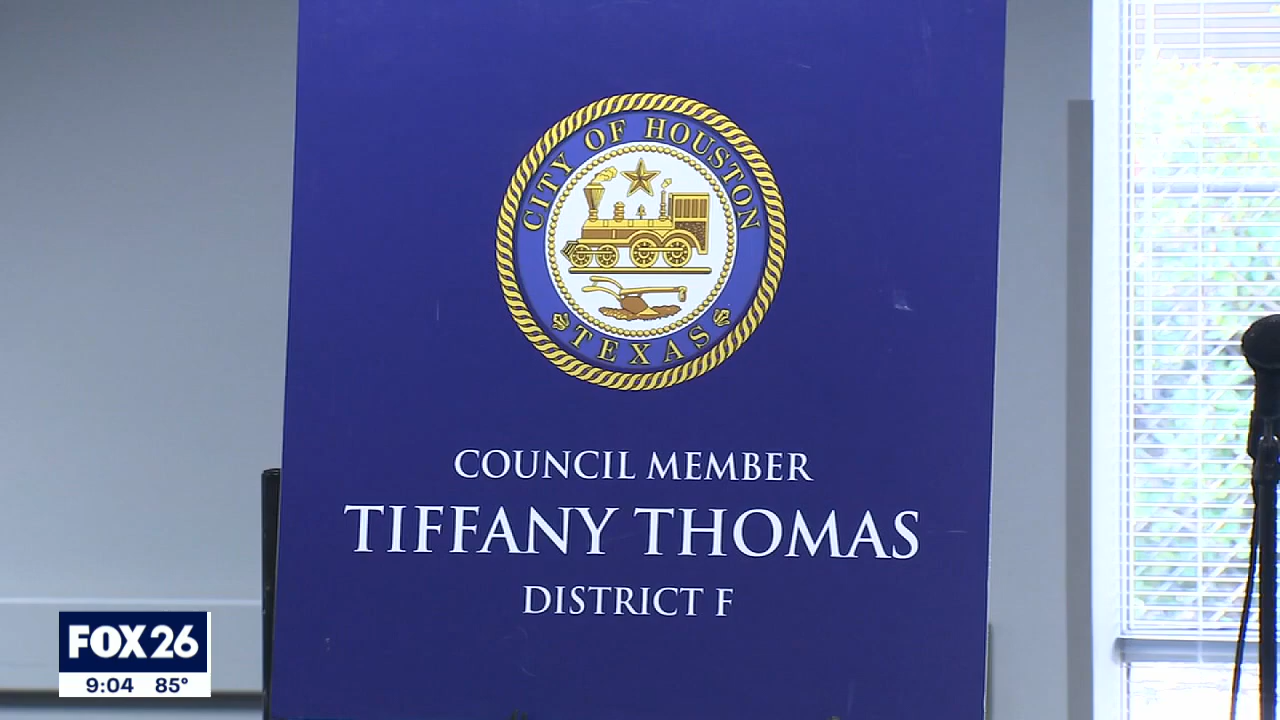 CITY OF HOUSTON
TEXAS
COUNCIL MEMBER
TIFFANY THOMAS
DISTRICT F
FOX 26
9:04 85°